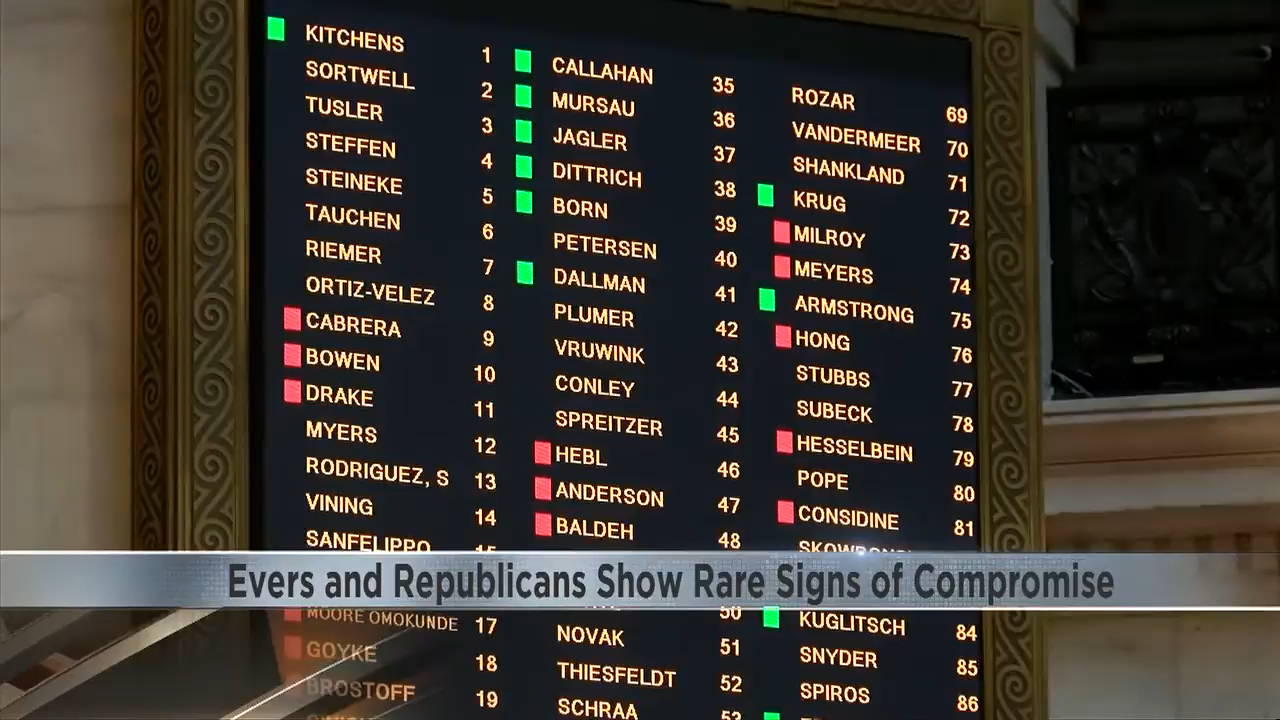 KITCHENS 1
SORTWELL 2
TUSLER 3
STEFFEN 4
STEINEKE 5
TAUCHEN 6
RIEMER 7
ORTIZ-VELEZ 8
CABRERA 9
BOWEN 10
DRAKE 11
MYERS 12
RODRIGUEZ, S 13
VINING 14
SANFELIPPO 15
MOORE OMOKUNDE 17
GOYKE 18
BROSTOFF 19
CALLAHAN 35
MURSAU 36
JAGLER 37
DITTRICH 38
BORN 39
PETERSEN 40
DALLMAN 41
PLUMER 42
VRUWINK 43
CONLEY 44
SPREITZER 45
HEBL 46
ANDERSON 47
BALDEH 48
50
NOVAK 51
THIESFELDT 52
SCHRAA 53
ROZAR 69
VANDERMEER 70
SHANKLAND 71
KRUG 72
MILROY 73
MEYERS 74
ARMSTRONG 75
HONG 76
STUBBS 77
SUBECK 78
HESSELBEIN 79
POPE 80
CONSIDINE 81
KUGLITSCH 84
SNYDER 85
SPIROS 86
Evers and Republicans Show Rare Signs of Compromise